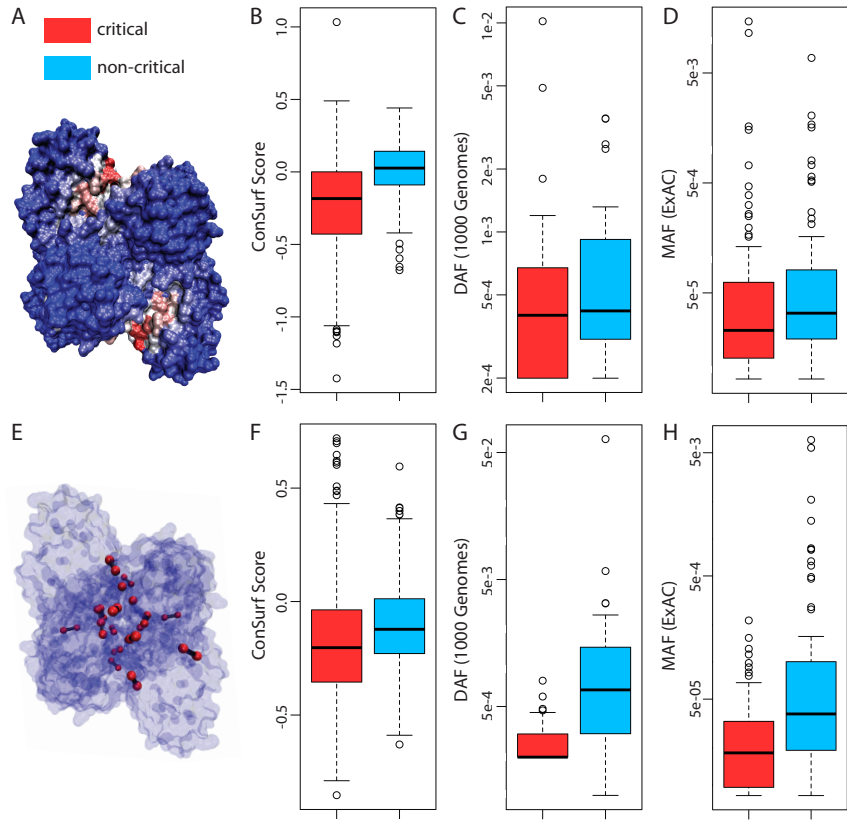 A
critical
non-critical
B
ConSurf Score
0.5
0.0
-0.5
-1.0
-1.5
1.0
C
DAF (1000 Genomes)
1e-2
5e-3
2e-3
1e-3
5e-4
2e-4
D
MAF (ExAC)
5e-3
5e-4
5e-5
E
F
ConSurf Score
0.5
0.0
-0.5
G
DAF (1000 Genomes)
5e-2
5e-3
5e-4
H
MAF (ExAC)
5e-3
5e-4
5e-05